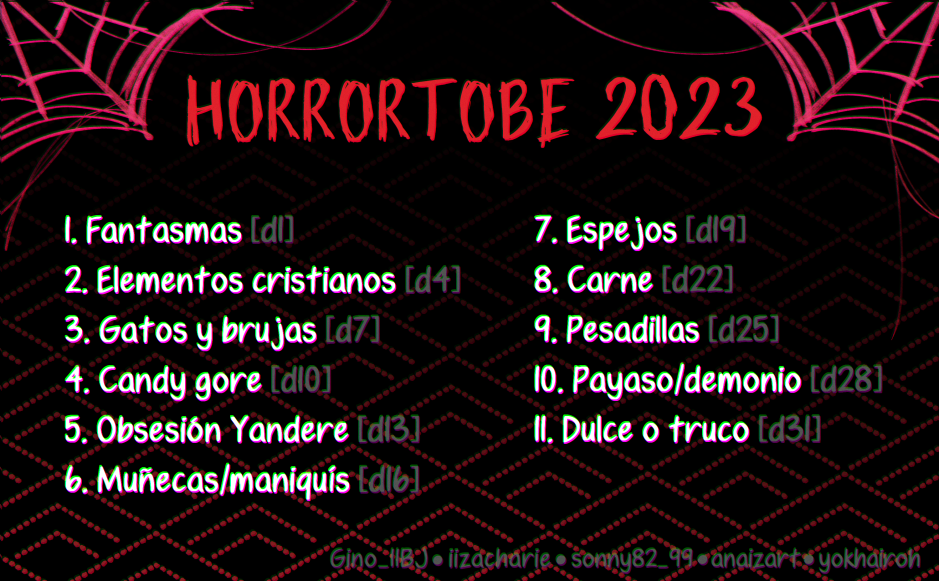 HORRORTOBE 2023
1. Fantasmas [d1]
2. Elementos cristianos [d4]
3. Gatos y brujas [d7]
4. Candy gore [d10]
5. Obsesión Yandere [d13]
6. Muñecas/maniquís [d16]
7. Espejos [d19]
8. Carne [d22]
9. Pesadillas [d25]
10. Payaso/demonio [d28]
11. Dulce o truco [d31]
Gino_11BJ • iizacharie • sonny82_99 • anaizart • yokhairoh